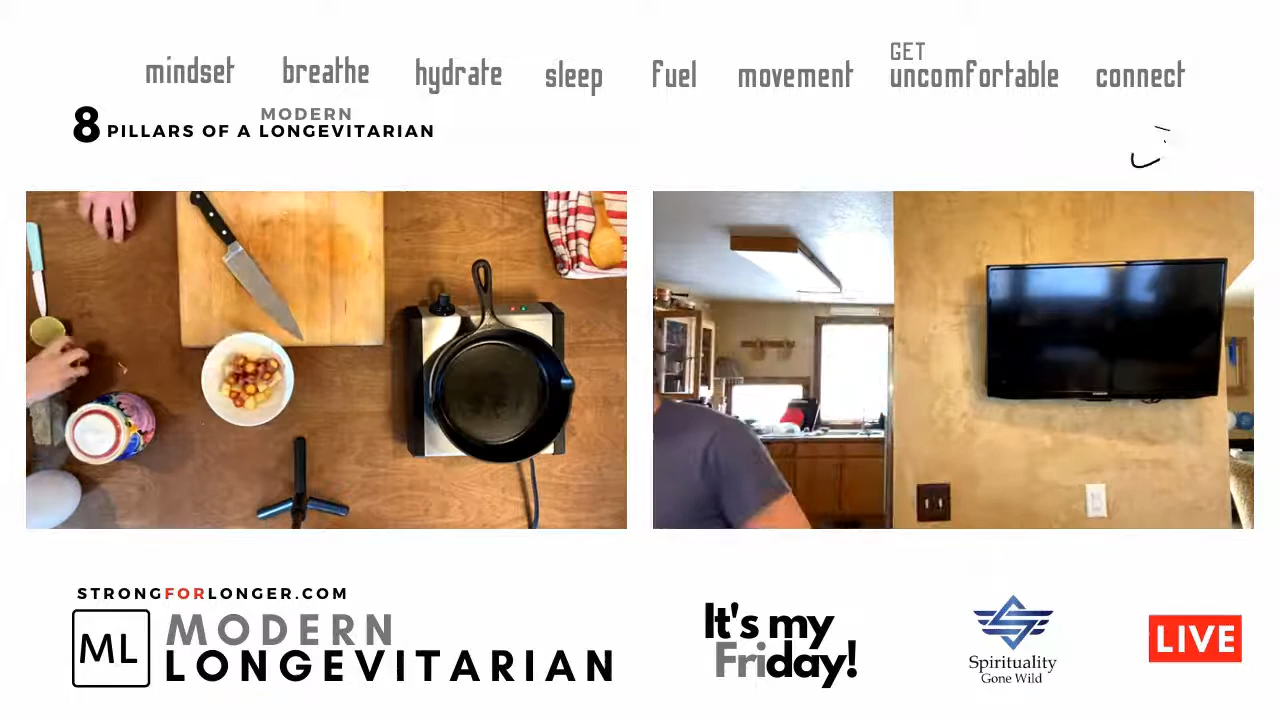 mindset breathe hydrate sleep fuel movement GET uncomfortable connect
8 PILLARS OF A MODERN LONGEVITARIAN
STRONGFORLONGER.COM
ML MODERN
LONGEVITARIAN
It's my
Friday!
Spirituality
Gone Wild
LIVE